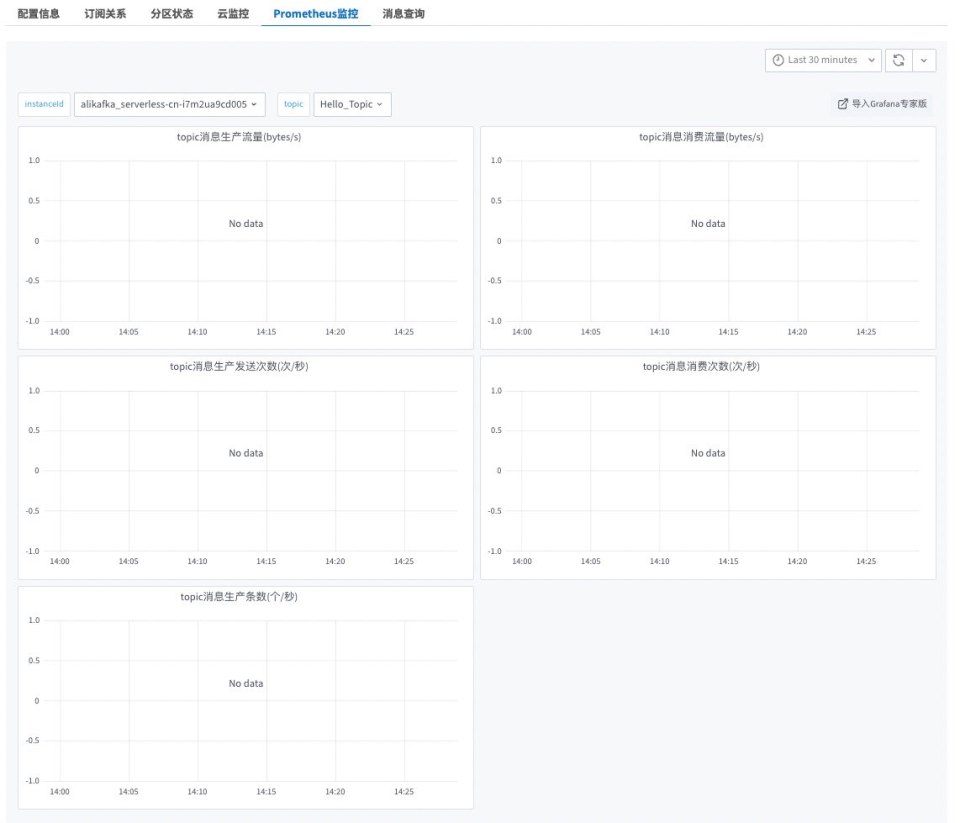 配置信息 订阅关系 分区状态 云监控 Prometheus监控 消息查询
Last 30 minutes
instanceId alikafka_serverless-cn-i7m2ua9cd005 topic Hello_Topic 导入Grafana专家版
topic消息生产流量(bytes/s)
1.0
0.5
No data
0
-0.5
-1.0
14:00 14:05 14:10 14:15 14:20 14:25
topic消息消费流量(bytes/s)
1.0
0.5
No data
0
-0.5
-1.0
14:00 14:05 14:10 14:15 14:20 14:25
topic消息生产发送次数(次/秒)
1.0
0.5
No data
0
-0.5
-1.0
14:00 14:05 14:10 14:15 14:20 14:25
topic消息消费次数(次/秒)
1.0
0.5
No data
0
-0.5
-1.0
14:00 14:05 14:10 14:15 14:20 14:25
topic消息生产条数(个/秒)
1.0
0.5
No data
0
-0.5
-1.0
14:00 14:05 14:10 14:15 14:20 14:25